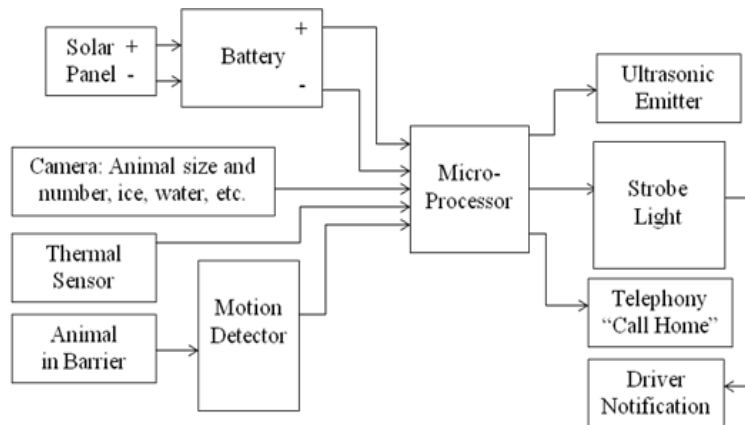 Solar +
Panel -
Battery
+
-
Camera: Animal size and
number, ice, water, etc.
Thermal
Sensor
Animal
in Barrier
Motion
Detector
Micro-
Processor
Ultrasonic
Emitter
Strobe
Light
Telephony
“Call Home”
Driver
Notification